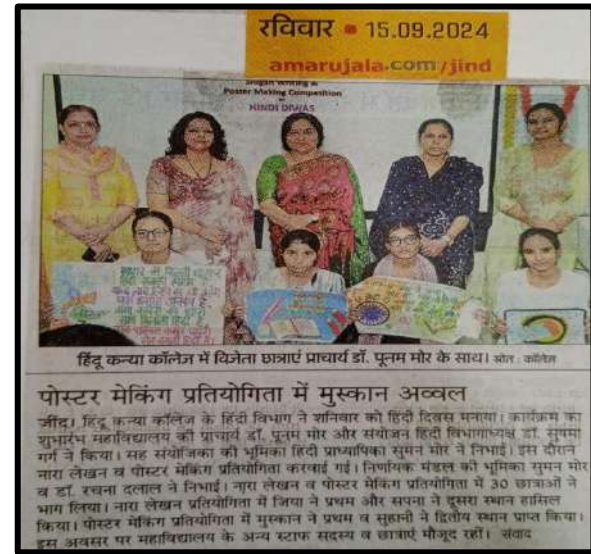 रविवार • 15.09.2024
amarujala.com/jind
Slogan Writing &
Poster Making Competition
HINDI DIWAS
हिंदू कन्या कॉलेज में विजेता छात्राएं प्राचार्य डॉ. पूनम मोर के साथ। स्रोत : कॉलेज
पोस्टर मेकिंग प्रतियोगिता में मुस्कान अव्वल
जींद। हिंदू कन्या कॉलेज के हिंदी विभाग ने शनिवार को हिंदी दिवस मनाया। कार्यक्रम का
शुभारंभ महाविद्यालय की प्राचार्य डॉ. पूनम मोर और संयोजन हिंदी विभागाध्यक्ष डॉ. सुषमा
गर्ग ने किया। सह संयोजिका की भूमिका हिंदी प्राध्यापिका सुमन मोर ने निभाई। इस दौरान
नारा लेखन व पोस्टर मेकिंग प्रतियोगिता करवाई गई। निर्णायक मंडल की भूमिका सुमन मोर
व डॉ. रचना दलाल ने निभाई। नारा लेखन व पोस्टर मेकिंग प्रतियोगिता में 30 छात्राओं ने
भाग लिया। नारा लेखन प्रतियोगिता में जिया ने प्रथम और सपना ने दूसरा स्थान हासिल
किया। पोस्टर मेकिंग प्रतियोगिता में मुस्कान ने प्रथम व सुहानी ने द्वितीय स्थान प्राप्त किया।
इस अवसर पर महाविद्यालय के अन्य स्टाफ सदस्य व छात्राएं मौजूद रहीं। संवाद